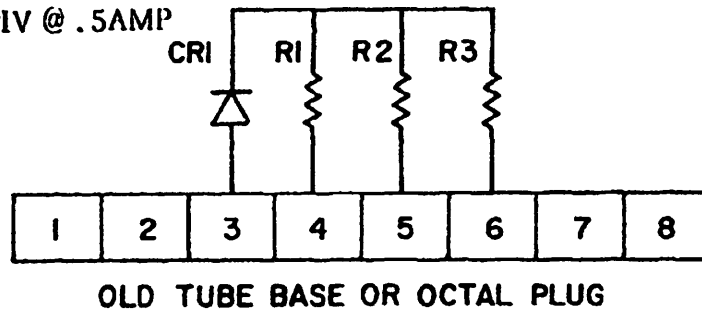 IV @ .5AMP
CR1 R1 R2 R3
1 2 3 4 5 6 7 8
OLD TUBE BASE OR OCTAL PLUG